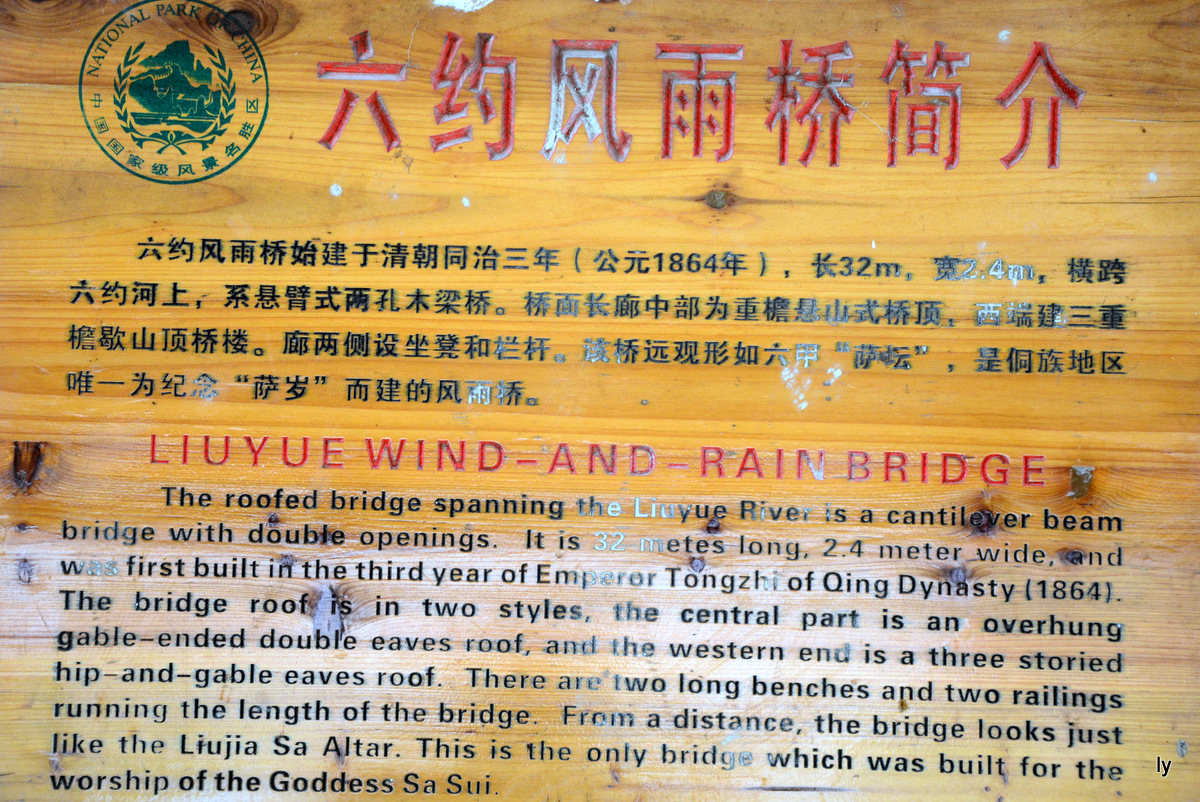 NATIONAL PARK OF CHINA
中国国家级风景名胜区
六约风雨桥简介
六约风雨桥始建于清朝同治三年（公元1864年），长32m，宽2.4m，横跨
六约河上，系悬臂式两孔木梁桥。桥面长廊中部为重檐悬山式桥顶，西端建三重
檐歇山顶桥楼。廊两侧设坐凳和栏杆。该桥远观形如六甲“萨坛”，是侗族地区
唯一为纪念“萨岁”而建的风雨桥。
LIUYUE WIND-AND-RAIN BRIDGE
The roofed bridge spanning the Liuyue River is a cantilever beam
bridge with double openings. It is 32 metes long, 2.4 meter wide, and
was first built in the third year of Emperor Tongzhi of Qing Dynasty (1864).
The bridge roof is in two styles, the central part is an overhung
gable-ended double eaves roof, and the western end is a three storied
hip-and-gable eaves roof. There are two long benches and two railings
running the length of the bridge. From a distance, the bridge looks just
like the Liujia Sa Altar. This is the only bridge which was built for the
worship of the Goddess Sa Sui.
ly